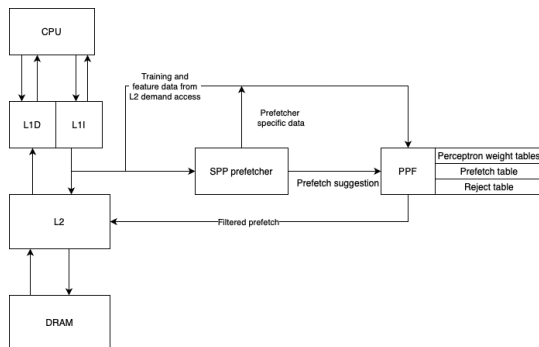 CPU
Training and
feature data from
L2 demand access
L1D
L1I
Prefetcher
specific data
SPP prefetcher
Prefetch suggestion
PPF
Perceptron weight tables
Prefetch table
Reject table
L2
Filtered prefetch
DRAM